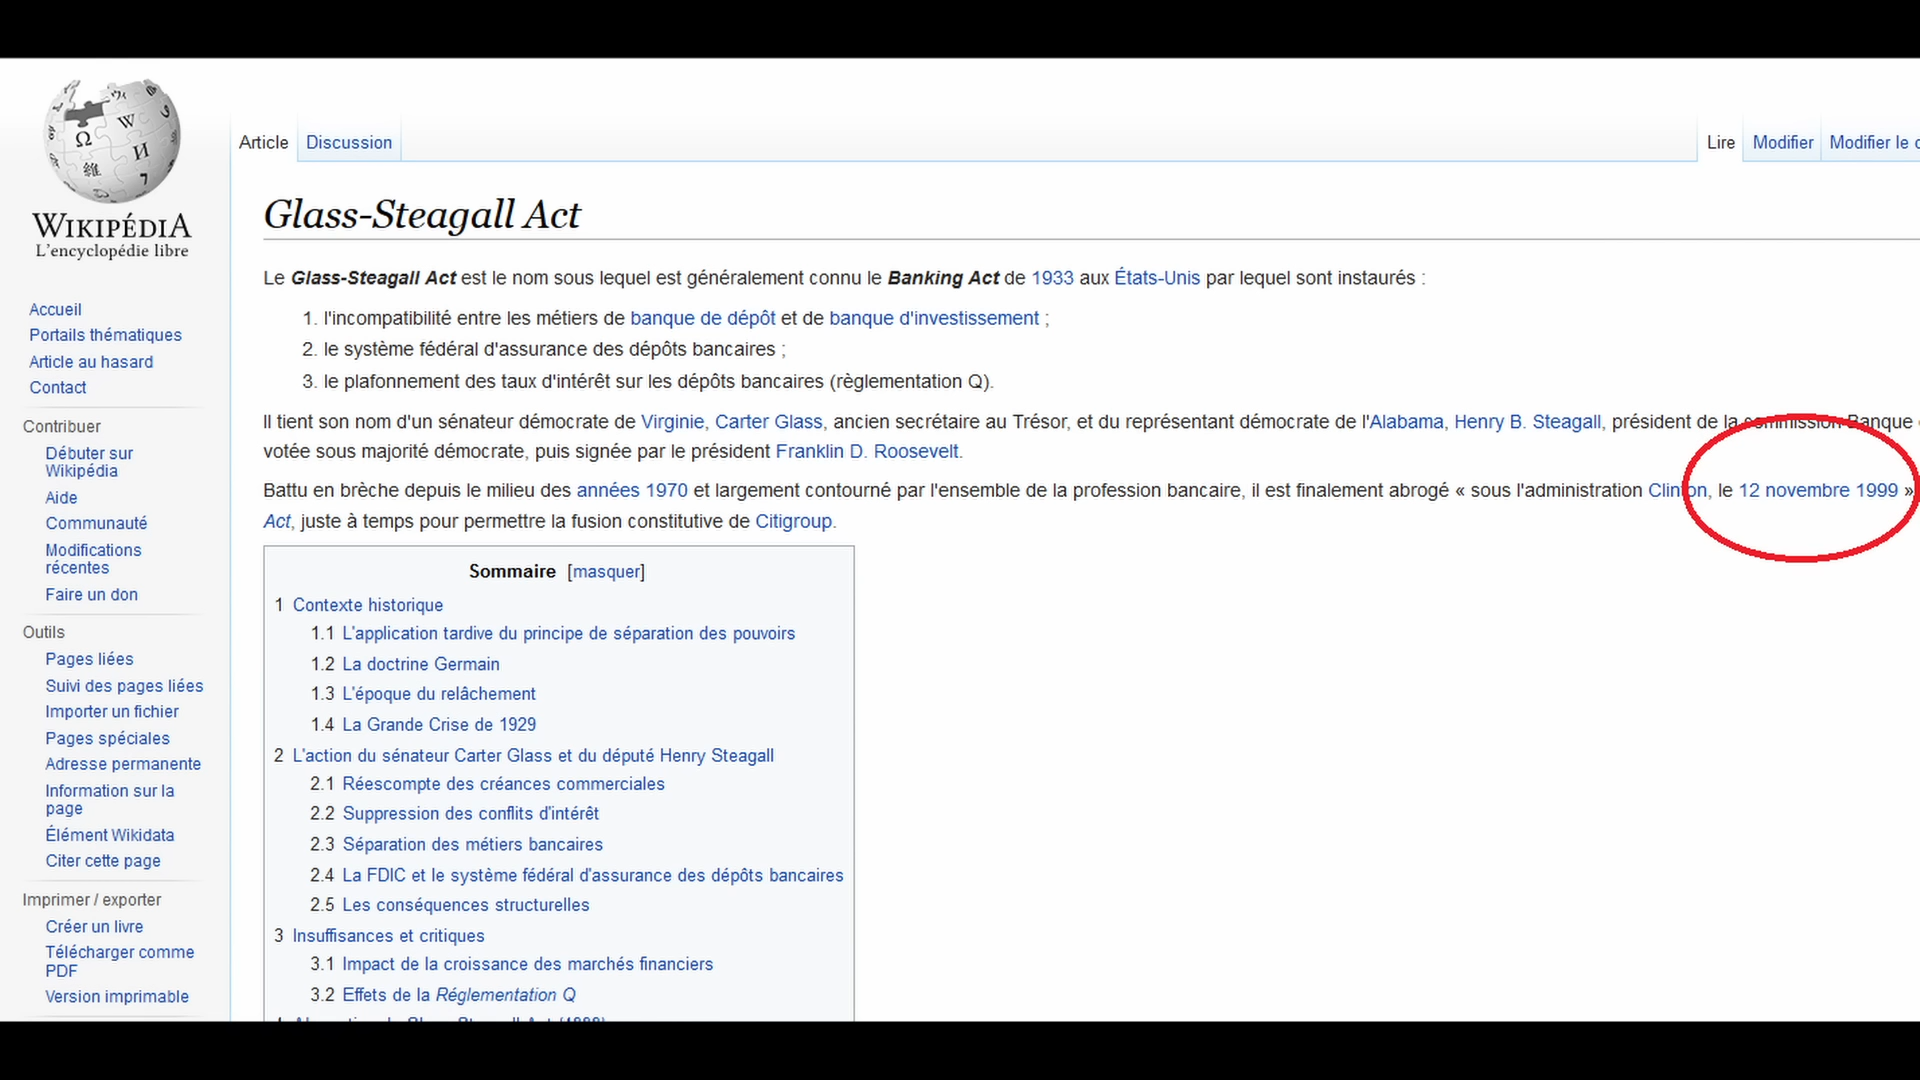 WIKIPÉDIA
L'encyclopédie libre
Accueil
Portails thématiques
Article au hasard
Contact
Contribuer
Débuter sur
Wikipédia
Aide
Communauté
Modifications
récentes
Faire un don
Outils
Pages liées
Suivi des pages liées
Importer un fichier
Pages spéciales
Adresse permanente
Information sur la
page
Élément Wikidata
Citer cette page
Imprimer / exporter
Créer un livre
Télécharger comme
PDF
Version imprimable
Article Discussion Lire Modifier Modifier le
Glass-Steagall Act
Le Glass-Steagall Act est le nom sous lequel est généralement connu le Banking Act de 1933 aux États-Unis par lequel sont instaurés :
1. l'incompatibilité entre les métiers de banque de dépôt et de banque d'investissement ;
2. le système fédéral d'assurance des dépôts bancaires ;
3. le plafonnement des taux d'intérêt sur les dépôts bancaires (règlementation Q).
Il tient son nom d'un sénateur démocrate de Virginie, Carter Glass, ancien secrétaire au Trésor, et du représentant démocrate de l'Alabama, Henry B. Steagall, président de la commission Banque
votée sous majorité démocrate, puis signée par le président Franklin D. Roosevelt.
Battu en brèche depuis le milieu des années 1970 et largement contourné par l'ensemble de la profession bancaire, il est finalement abrogé « sous l'administration Clinton, le 12 novembre 1999 »
Act, juste à temps pour permettre la fusion constitutive de Citigroup.
Sommaire [masquer]
1 Contexte historique
1.1 L'application tardive du principe de séparation des pouvoirs
1.2 La doctrine Germain
1.3 L'époque du relâchement
1.4 La Grande Crise de 1929
2 L'action du sénateur Carter Glass et du député Henry Steagall
2.1 Réescompte des créances commerciales
2.2 Suppression des conflits d'intérêt
2.3 Séparation des métiers bancaires
2.4 La FDIC et le système fédéral d'assurance des dépôts bancaires
2.5 Les conséquences structurelles
3 Insuffisances et critiques
3.1 Impact de la croissance des marchés financiers
3.2 Effets de la Réglementation Q